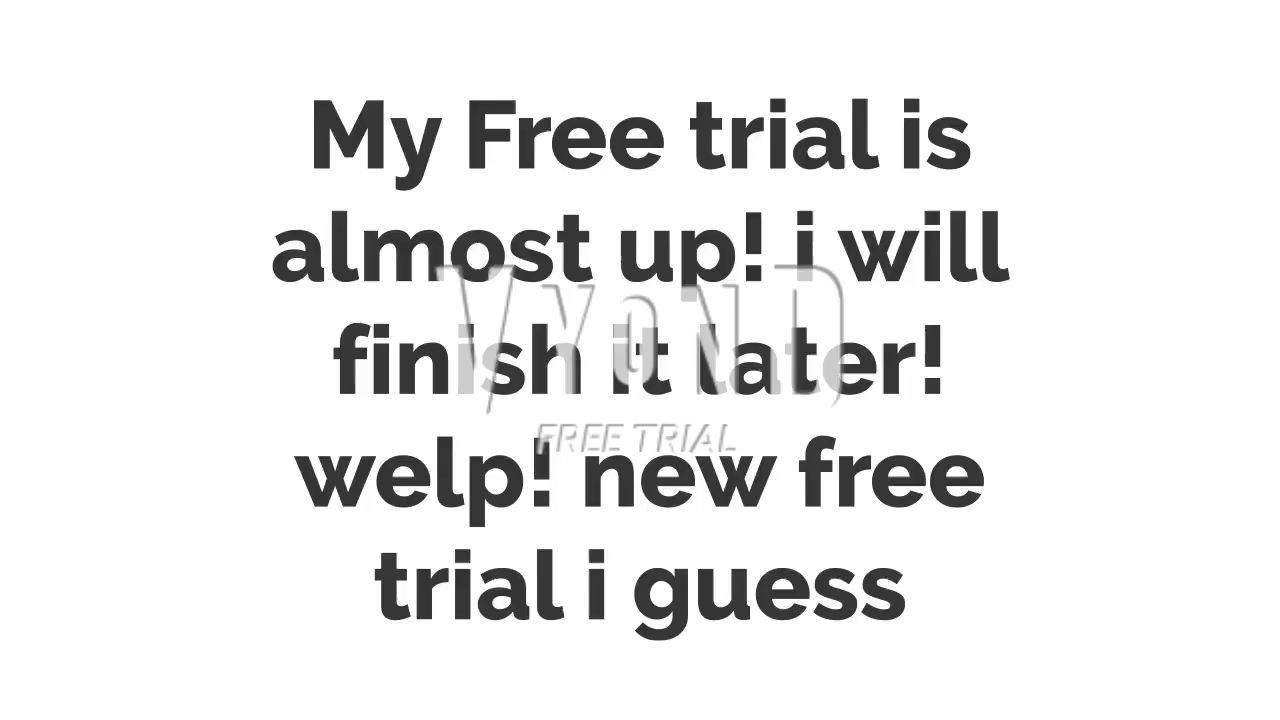 My Free trial is
almost up! i will
finish it later!
welp! new free
trial i guess
VYOND
FREE TRIAL